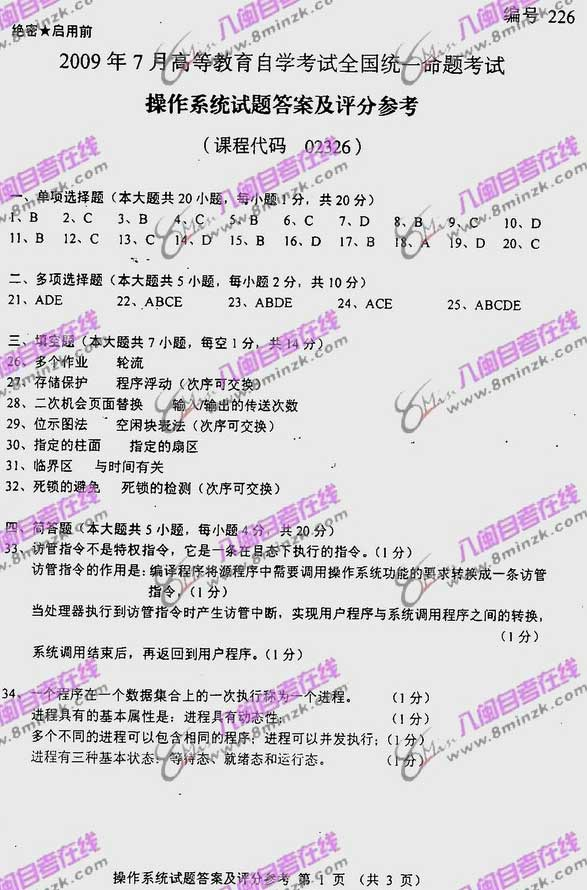 编号 226
绝密★启用前
2009 年 7 月高等教育自学考试全国统一命题考试
操作系统试题答案及评分参考
(课程代码 02326)
一、单项选择题(本大题共 20 小题,每小题 1 分,共 20 分)
1、B 2、C 3、B 4、C 5、B 6、C 7、D 8、B 9、C 10、D
11、B 12、C 13、C 14、D 15、B 16、D 17、B 18、A 19、D 20、C
二、多项选择题(本大题共 5 小题,每小题 2 分,共 10 分)
21、ADE 22、ABCE 23、ABDE 24、ACE 25、ABCDE
三、填空题(本大题共 7 小题,每空 1 分,共 14 分)
26、多个作业 轮流
27、存储保护 程序浮动(次序可交换)
28、二次机会页面替换 输入/输出的传送次数
29、位示图法 空闲块表法(次序可交换)
30、指定的柱面 指定的扇区
31、临界区 与时间有关
32、死锁的避免 死锁的检测(次序可交换)
四、简答题(本大题共 5 小题,每小题 4 分,共 20 分)
33、访管指令不是特权指令,它是一条在目态下执行的指令。(1 分)
访管指令的作用是:编译程序将源程序中需要调用操作系统功能的要求转换成一条访管
指令,(1 分)
当处理器执行到访管指令时产生访管中断,实现用户程序与系统调用程序之间的转换,
(1 分)
系统调用结束后,再返回到用户程序。(1 分)
34、一个程序在一个数据集合上的一次执行称为一个进程。 (1 分)
进程具有的基本属性是:进程具有动态性; (1 分)
多个不同的进程可以包含相同的程序;进程可以并发执行;(1 分)
进程有三种基本状态:等待态、就绪态和运行态。 (1 分)
操作系统试题答案及评分参考 第 1 页 (共 3 页)
八闽自考在线
www.8minzk.com